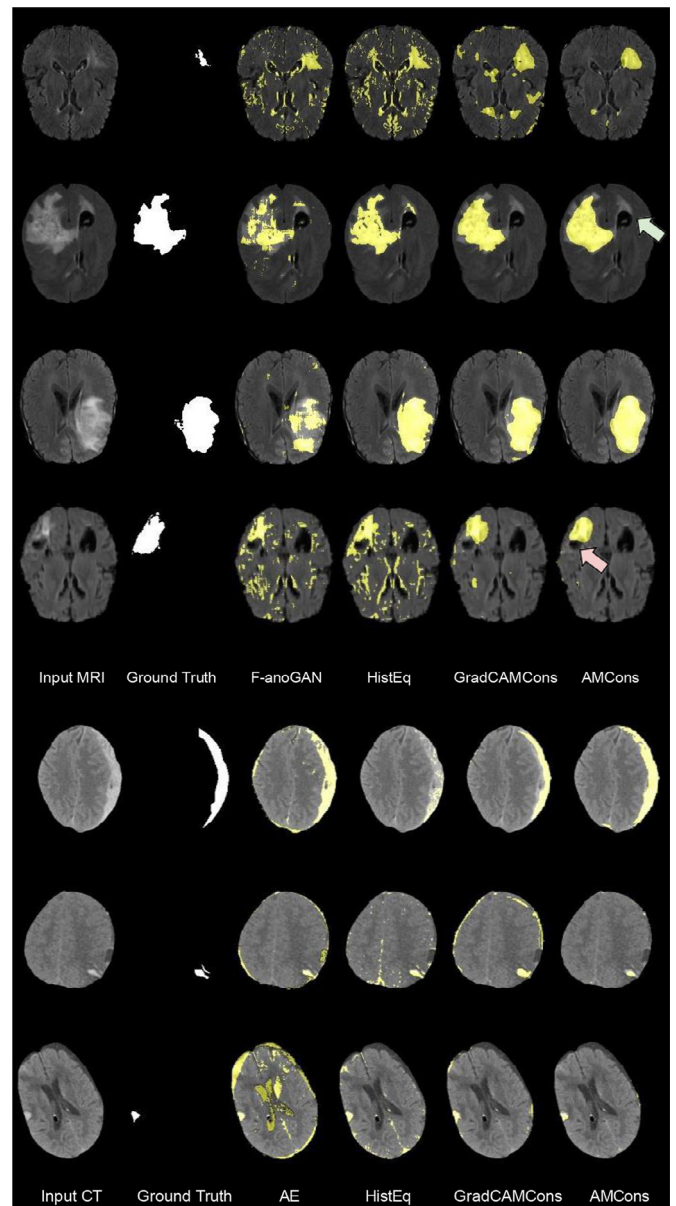 Input MRI Ground Truth F-anoGAN HistEq GradCAMCons AMCons
Input CT Ground Truth AE HistEq GradCAMCons AMCons